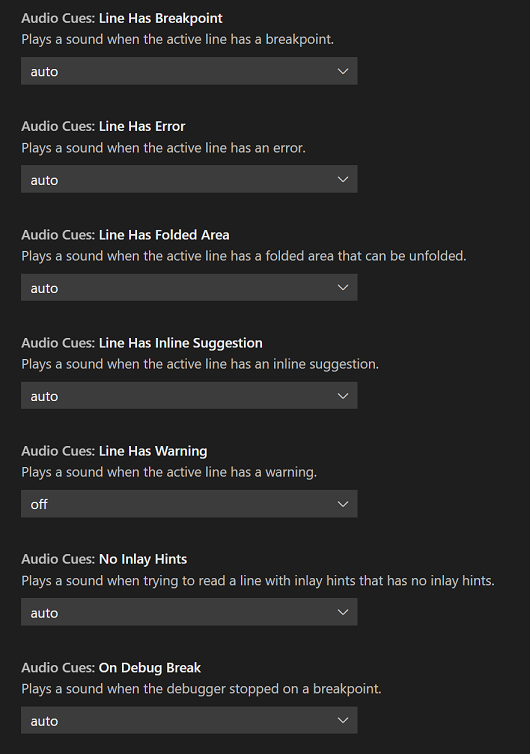 Audio Cues: Line Has Breakpoint
Plays a sound when the active line has a breakpoint.
auto
Audio Cues: Line Has Error
Plays a sound when the active line has an error.
auto
Audio Cues: Line Has Folded Area
Plays a sound when the active line has a folded area that can be unfolded.
auto
Audio Cues: Line Has Inline Suggestion
Plays a sound when the active line has an inline suggestion.
auto
Audio Cues: Line Has Warning
Plays a sound when the active line has a warning.
off
Audio Cues: No Inlay Hints
Plays a sound when trying to read a line with inlay hints that has no inlay hints.
auto
Audio Cues: On Debug Break
Plays a sound when the debugger stopped on a breakpoint.
auto